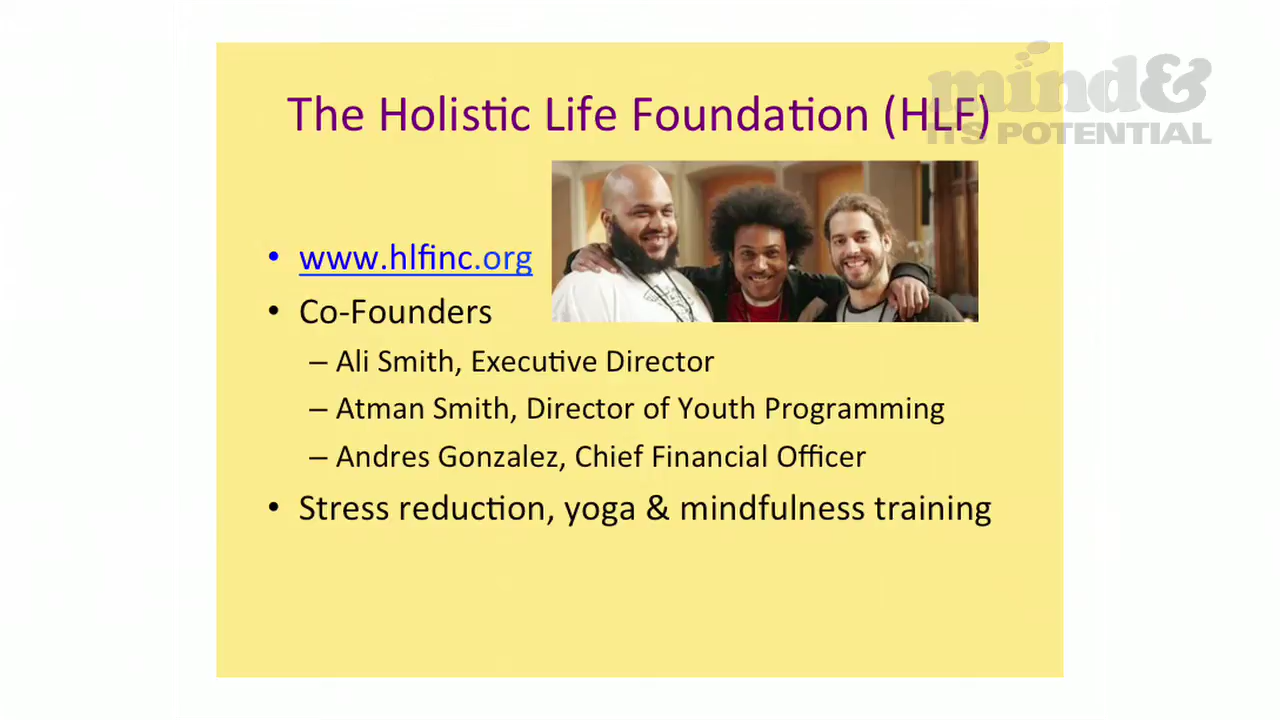 mind&
IT'S POTENTIAL
The Holistic Life Foundation (HLF)
• www.hlfinc.org
• Co-Founders
– Ali Smith, Executive Director
– Atman Smith, Director of Youth Programming
– Andres Gonzalez, Chief Financial Officer
• Stress reduction, yoga & mindfulness training